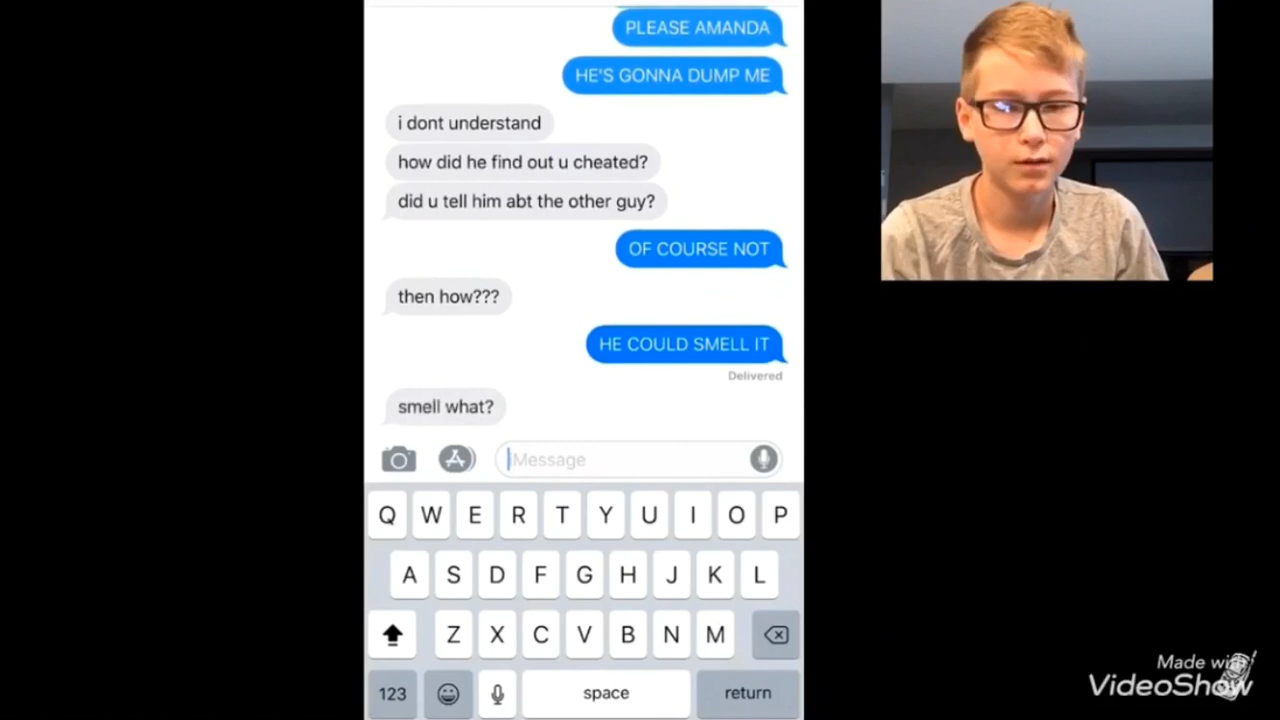 PLEASE AMANDA
HE'S GONNA DUMP ME
i dont understand
how did he find out u cheated?
did u tell him abt the other guy?
OF COURSE NOT
then how???
HE COULD SMELL IT
Delivered
smell what?
iMessage
Q W E R T Y U I O P
A S D F G H J K L
Z X C V B N M
123 space return
Made with
VideoShow